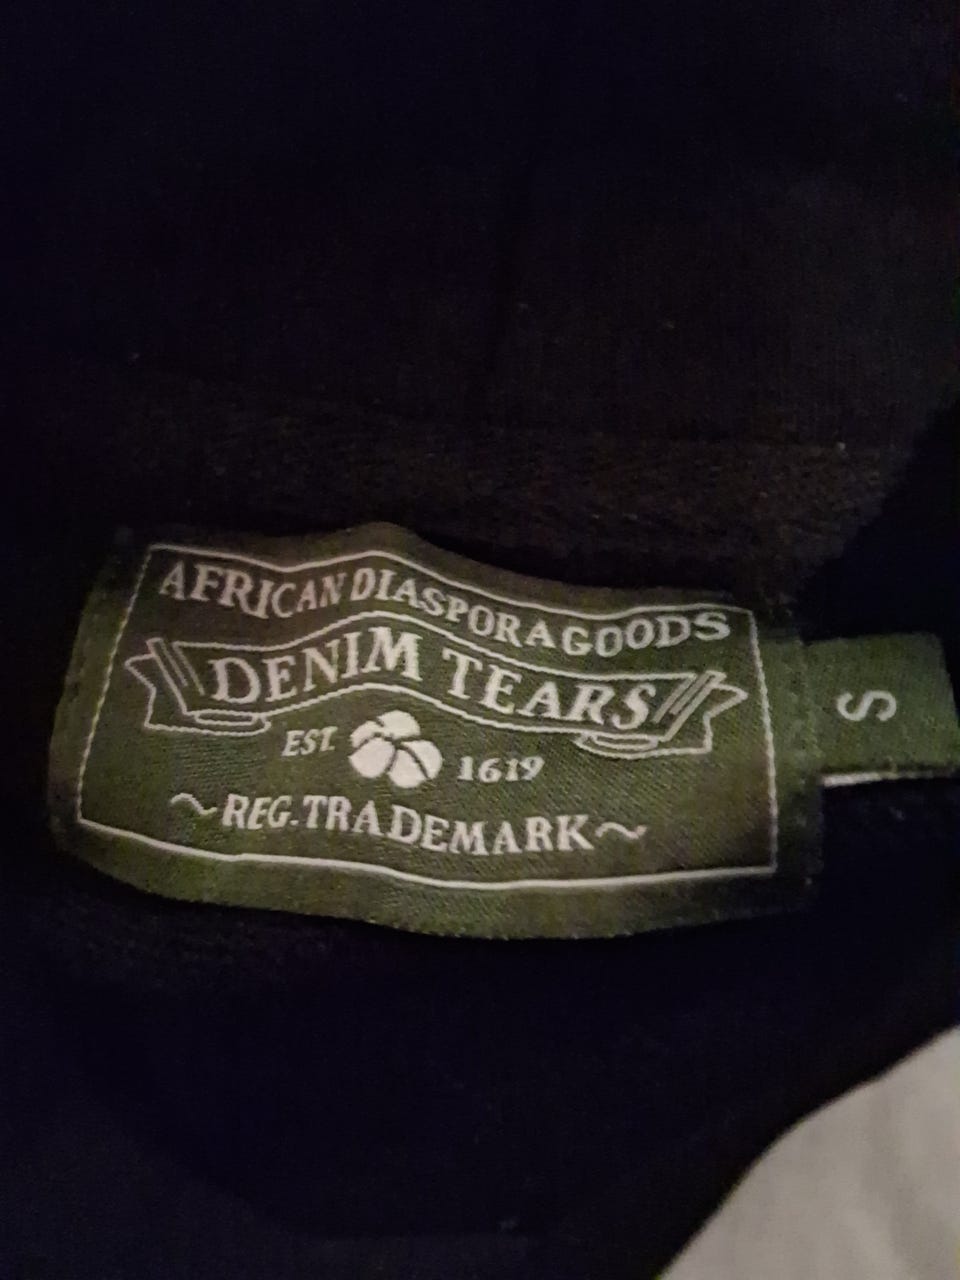 AFRICAN DIASPORA GOODS
DENIM TEARS
EST. 1619
~REG. TRADEMARK~
S